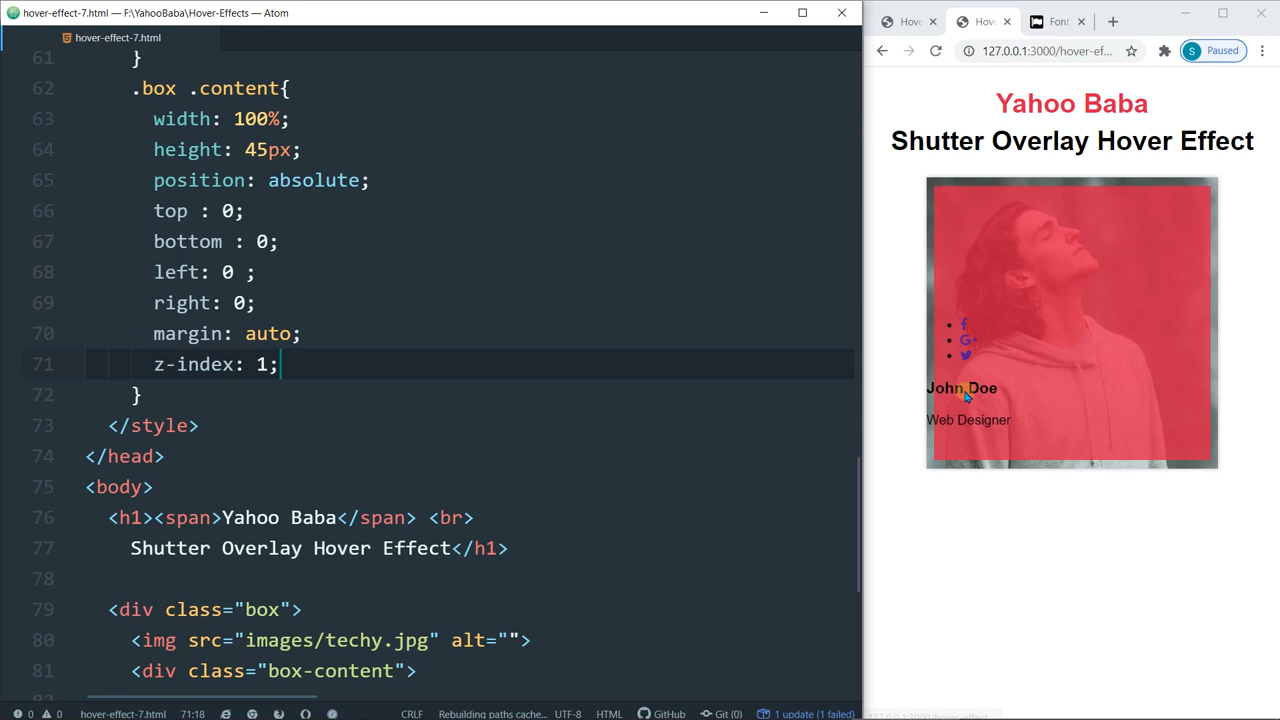 hover-effect-7.html — F:\YahooBaba\Hover-Effects — Atom
hover-effect-7.html
61 }
62 .box .content{
63 width: 100%;
64 height: 45px;
65 position: absolute;
66 top : 0;
67 bottom : 0;
68 left: 0 ;
69 right: 0;
70 margin: auto;
71 z-index: 1;
72 }
73 </style>
74 </head>
75 <body>
76 <h1><span>Yahoo Baba</span> <br>
77 Shutter Overlay Hover Effect</h1>
78
79 <div class="box">
80 <img src="images/techy.jpg" alt="">
81 <div class="box-content">
0 0 hover-effect-7.html 71:18 CRLF Rebuilding paths cache... UTF-8 HTML GitHub Git (0) 1 update (1 failed)
Hove Hove Font
127.0.0.1:3000/hover-ef... S Paused
Yahoo Baba
Shutter Overlay Hover Effect
John Doe
Web Designer